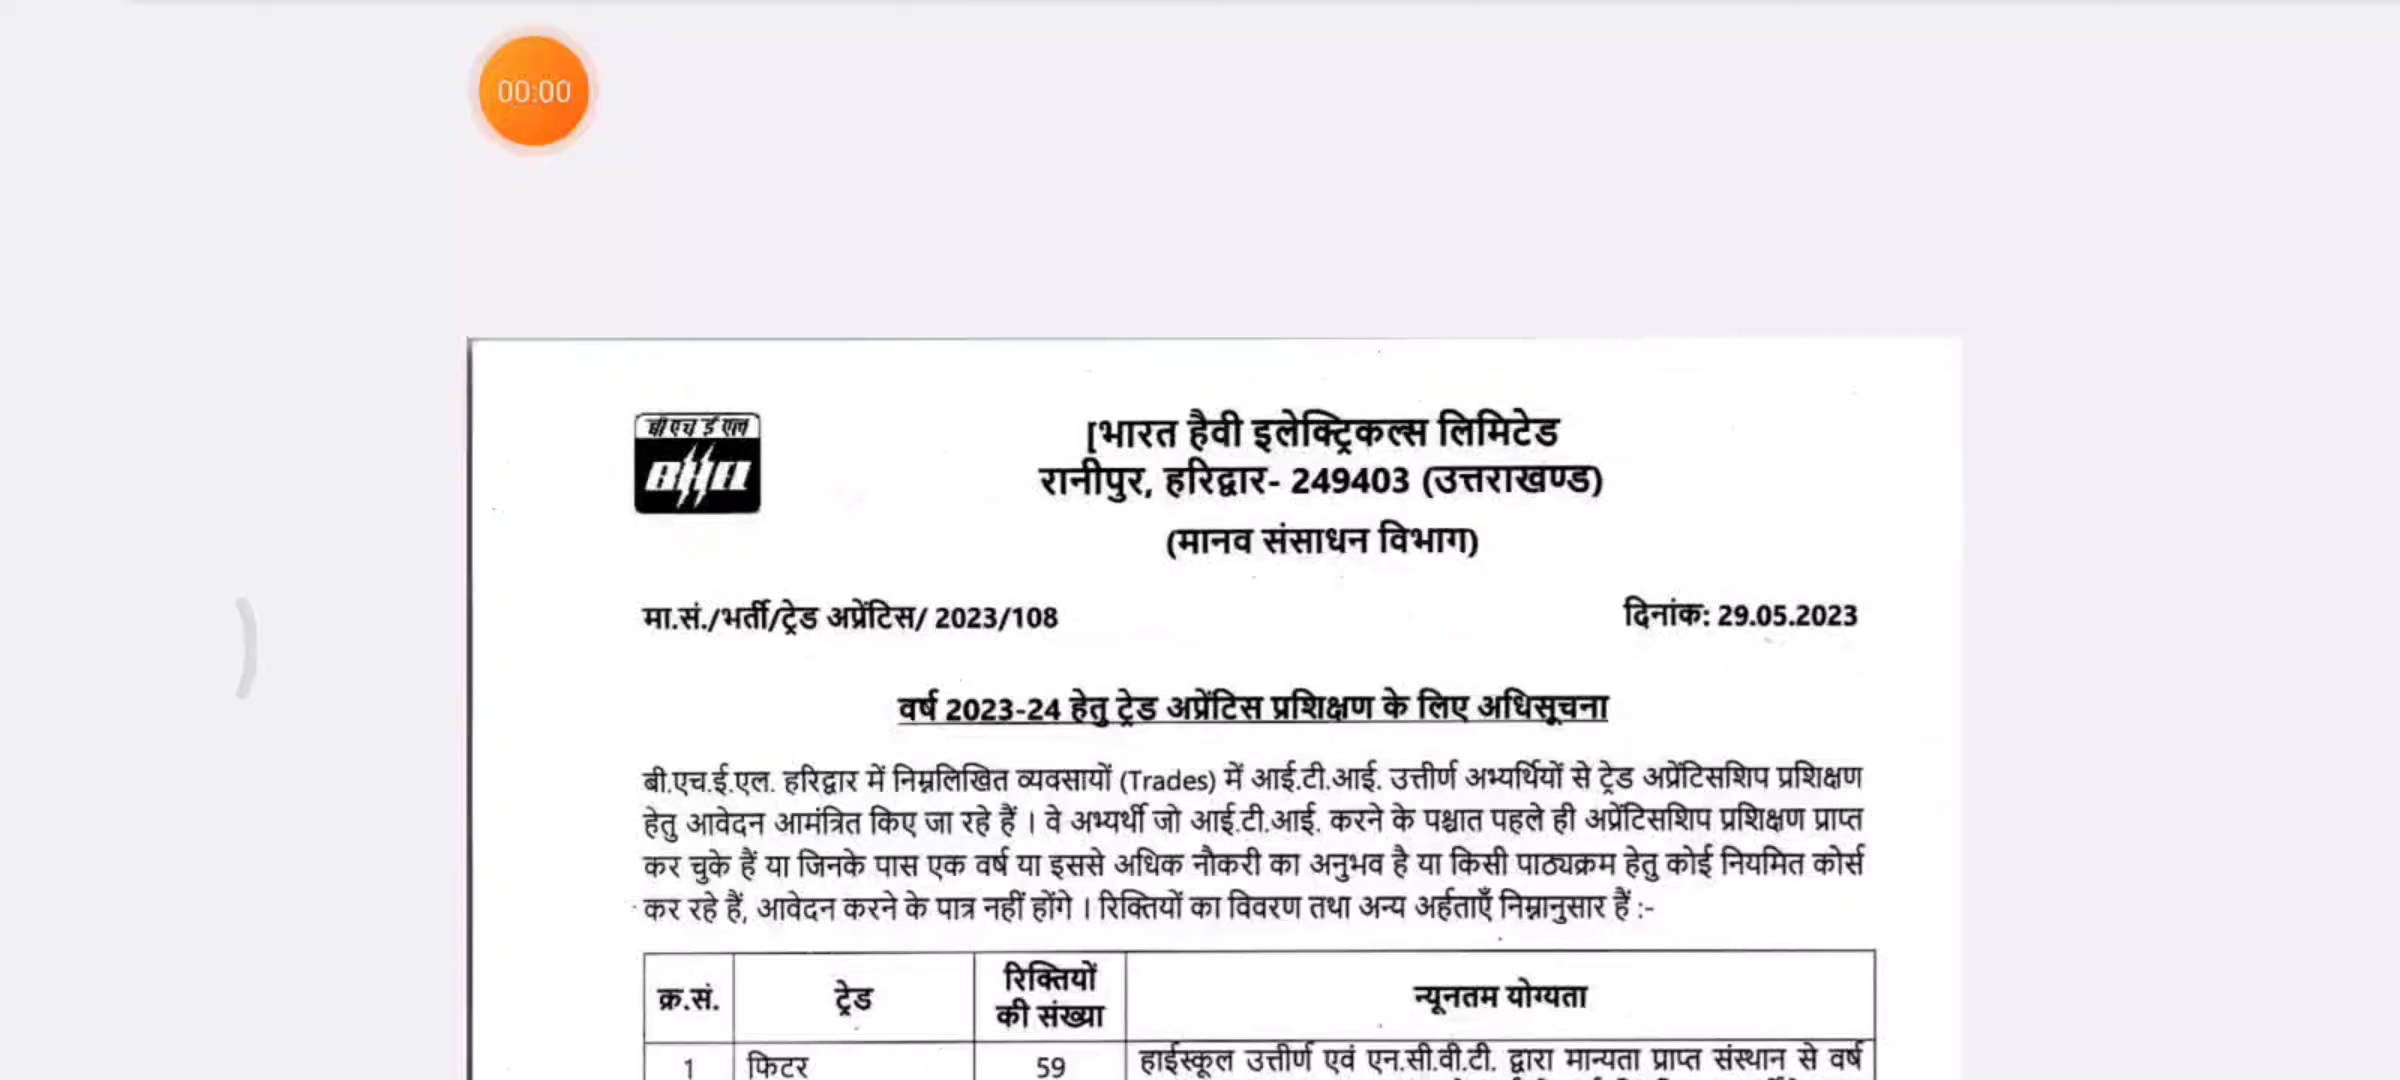 00:00
बी एच ई एल
BHEL
[भारत हैवी इलेक्ट्रिकल्स लिमिटेड
रानीपुर, हरिद्वार- 249403 (उत्तराखण्ड)
(मानव संसाधन विभाग)
मा.सं./भर्ती/ट्रेड अप्रेंटिस/ 2023/108 दिनांक: 29.05.2023
वर्ष 2023-24 हेतु ट्रेड अप्रेंटिस प्रशिक्षण के लिए अधिसूचना
बी.एच.ई.एल. हरिद्वार में निम्नलिखित व्यवसायों (Trades) में आई.टी.आई. उत्तीर्ण अभ्यर्थियों से ट्रेड अप्रेंटिसशिप प्रशिक्षण
हेतु आवेदन आमंत्रित किए जा रहे हैं । वे अभ्यर्थी जो आई.टी.आई. करने के पश्चात पहले ही अप्रेंटिसशिप प्रशिक्षण प्राप्त
कर चुके हैं या जिनके पास एक वर्ष या इससे अधिक नौकरी का अनुभव है या किसी पाठ्यक्रम हेतु कोई नियमित कोर्स
कर रहे हैं, आवेदन करने के पात्र नहीं होंगे । रिक्तियों का विवरण तथा अन्य अर्हताएँ निम्नानुसार हैं :-
क्र.सं. ट्रेड रिक्तियों की संख्या न्यूनतम योग्यता
1 फिटर 59 हाईस्कूल उत्तीर्ण एवं एन.सी.वी.टी. द्वारा मान्यता प्राप्त संस्थान से वर्ष